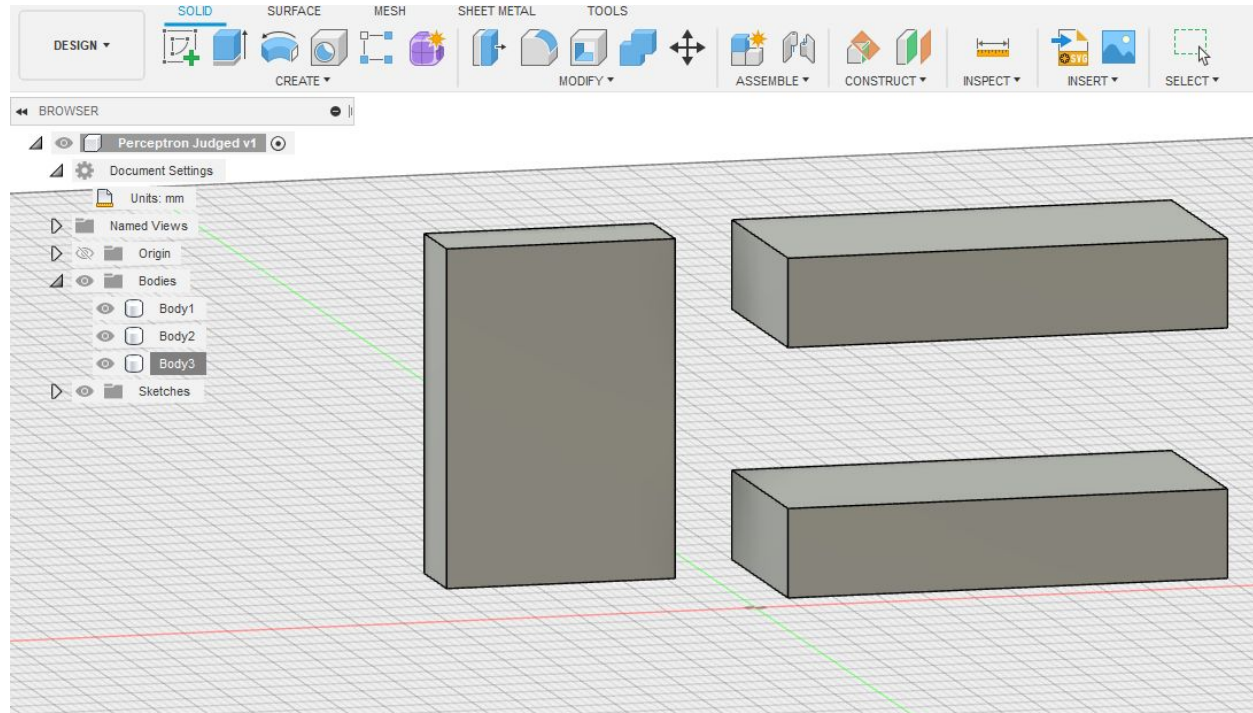 SOLID SURFACE MESH SHEET METAL TOOLS
DESIGN
SVG
CREATE MODIFY ASSEMBLE CONSTRUCT INSPECT INSERT SELECT
BROWSER
Perceptron Judged v1
Document Settings
Units: mm
Named Views
Origin
Bodies
Body1
Body2
Body3
Sketches